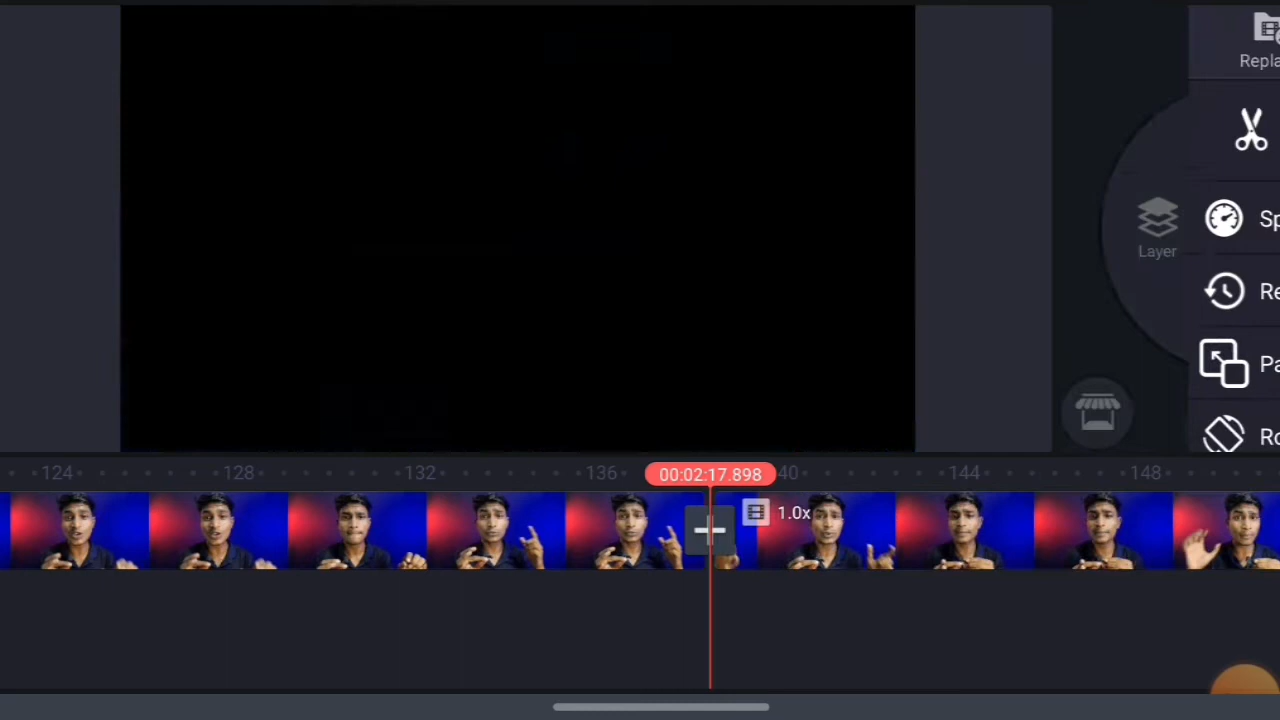 Repla
Sp
Layer
Re
Pa
Ro
124
128
132
136
00:02:17.898
40
144
148
1.0x